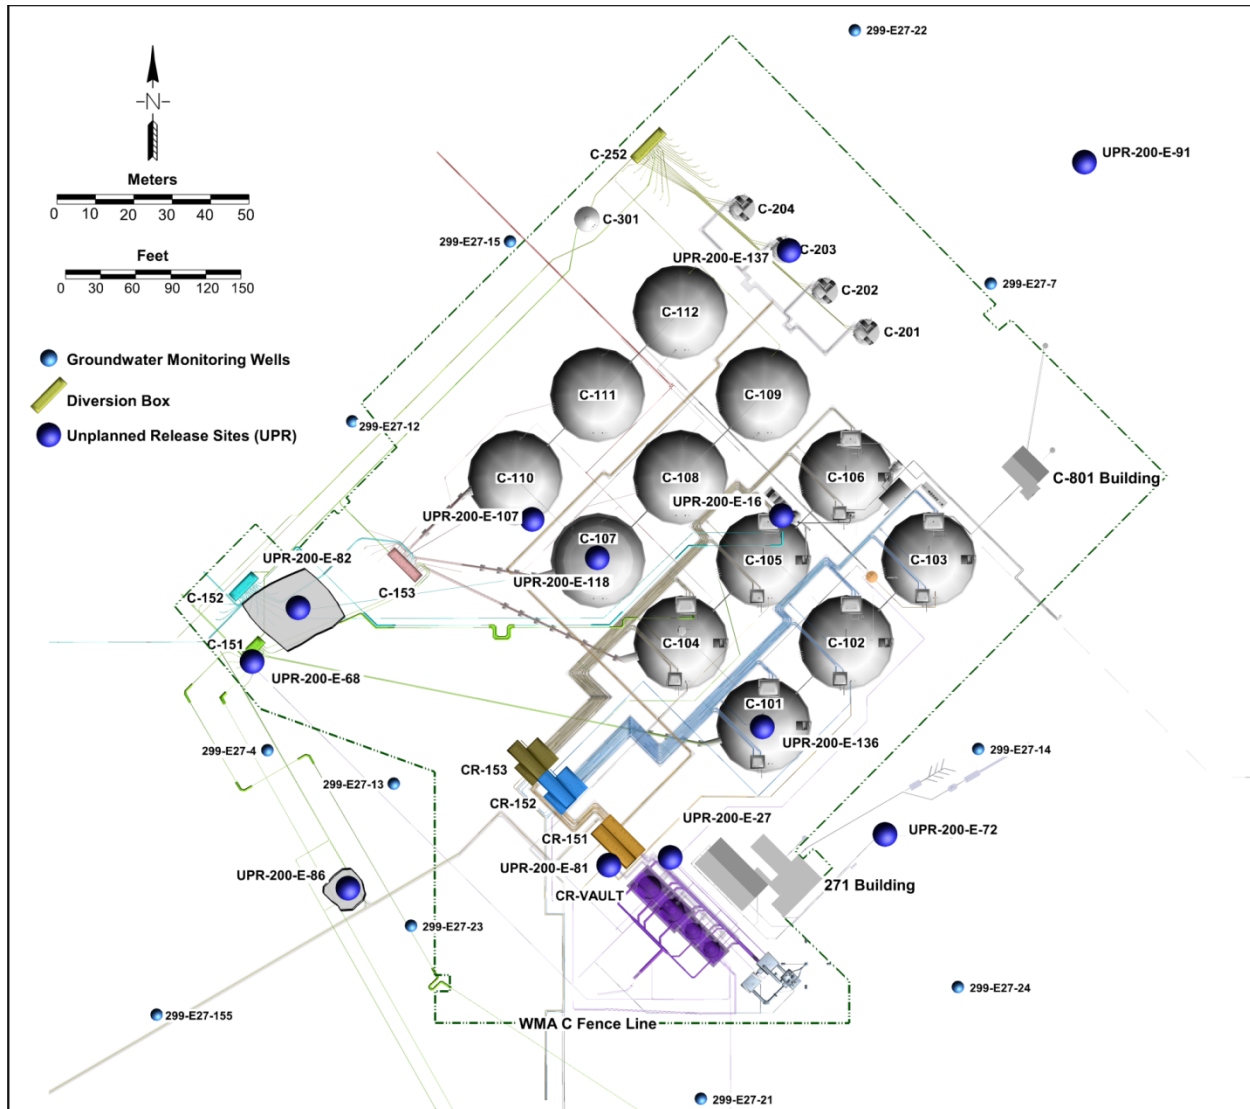 299-E27-22
N
C-252
UPR-200-E-91
Meters
0 10 20 30 40 50
C-204
C-301
299-E27-15
Feet
C-203
UPR-200-E-137
0 30 60 90 120 150
299-E27-7
C-202
C-112
C-201
Groundwater Monitoring Wells
Diversion Box
Unplanned Release Sites (UPR)
C-111
C-109
299-E27-12
C-110
C-108
C-106
C-801 Building
UPR-200-E-16
UPR-200-E-107
C-107
UPR-200-E-82
C-105
C-103
UPR-200-E-118
C-153
C-152
C-151
C-104
C-102
UPR-200-E-68
C-101
UPR-200-E-136
299-E27-4
299-E27-14
CR-153
299-E27-13
CR-152
UPR-200-E-27
UPR-200-E-72
CR-151
UPR-200-E-81
UPR-200-E-86
271 Building
CR-VAULT
299-E27-23
299-E27-24
299-E27-155
WMA C Fence Line
299-E27-21